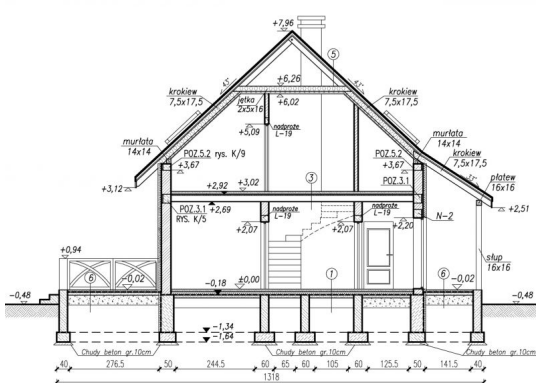 +7,96
45°
5
45°
+6,26
krokiew
7,5x17,5
jętka
2x5x16
+6,02
krokiew
7,5x17,5
nadproże
L-19
+5,09
murłata
14x14
murłata
14x14
POZ.5.2 rys. K/9
POZ.5.2
krokiew
7,5x17,5
+3,67
+3,67
POZ.3.1
płatew
16x16
+3,12
+2,92
+3,02
3
POZ.3.1
RYS. K/5
+2,69
nadproże
L-19
nadproże
L-19
N-2
+2,51
+2,07
+2,07
+2,20
słup
16x16
+0,94
6
-0,02
-0,18
±0,00
1
6
-0,02
-0,48
-0,48
-1,34
-1,64
Chudy beton gr.10cm
Chudy beton gr.10cm
Chudy beton gr.10cm
40
276.5
50
244.5
60
65
60
105
60
125.5
50
141.5
40
1318